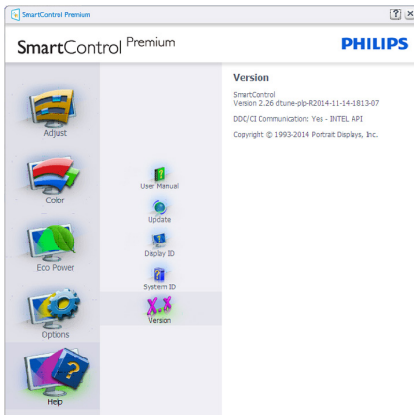 SmartControl Premium
SmartControl Premium
PHILIPS
Adjust
Color
Eco Power
Options
Help
User Manual
Update
Display ID
System ID
Version
Version
SmartControl
Version 2.26 dtune-plp-R2014-11-14-1813-07
DDC/CI Communication: Yes - INTEL API
Copyright © 1993-2014 Portrait Displays, Inc.